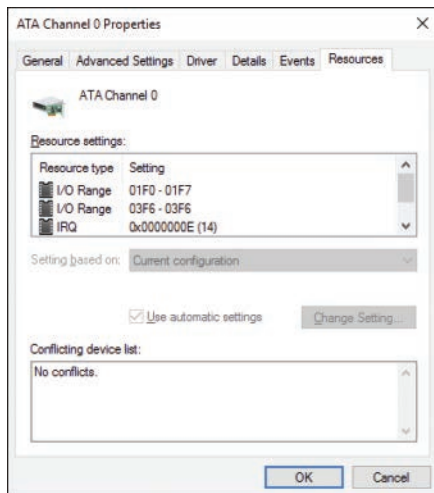 ATA Channel 0 Properties
General Advanced Settings Driver Details Events Resources
ATA Channel 0
Resource settings:
Resource type Setting
I/O Range 01F0 - 01F7
I/O Range 03F6 - 03F6
IRQ 0x0000000E (14)
Setting based on: Current configuration
Use automatic settings Change Setting...
Conflicting device list:
No conflicts.
OK Cancel